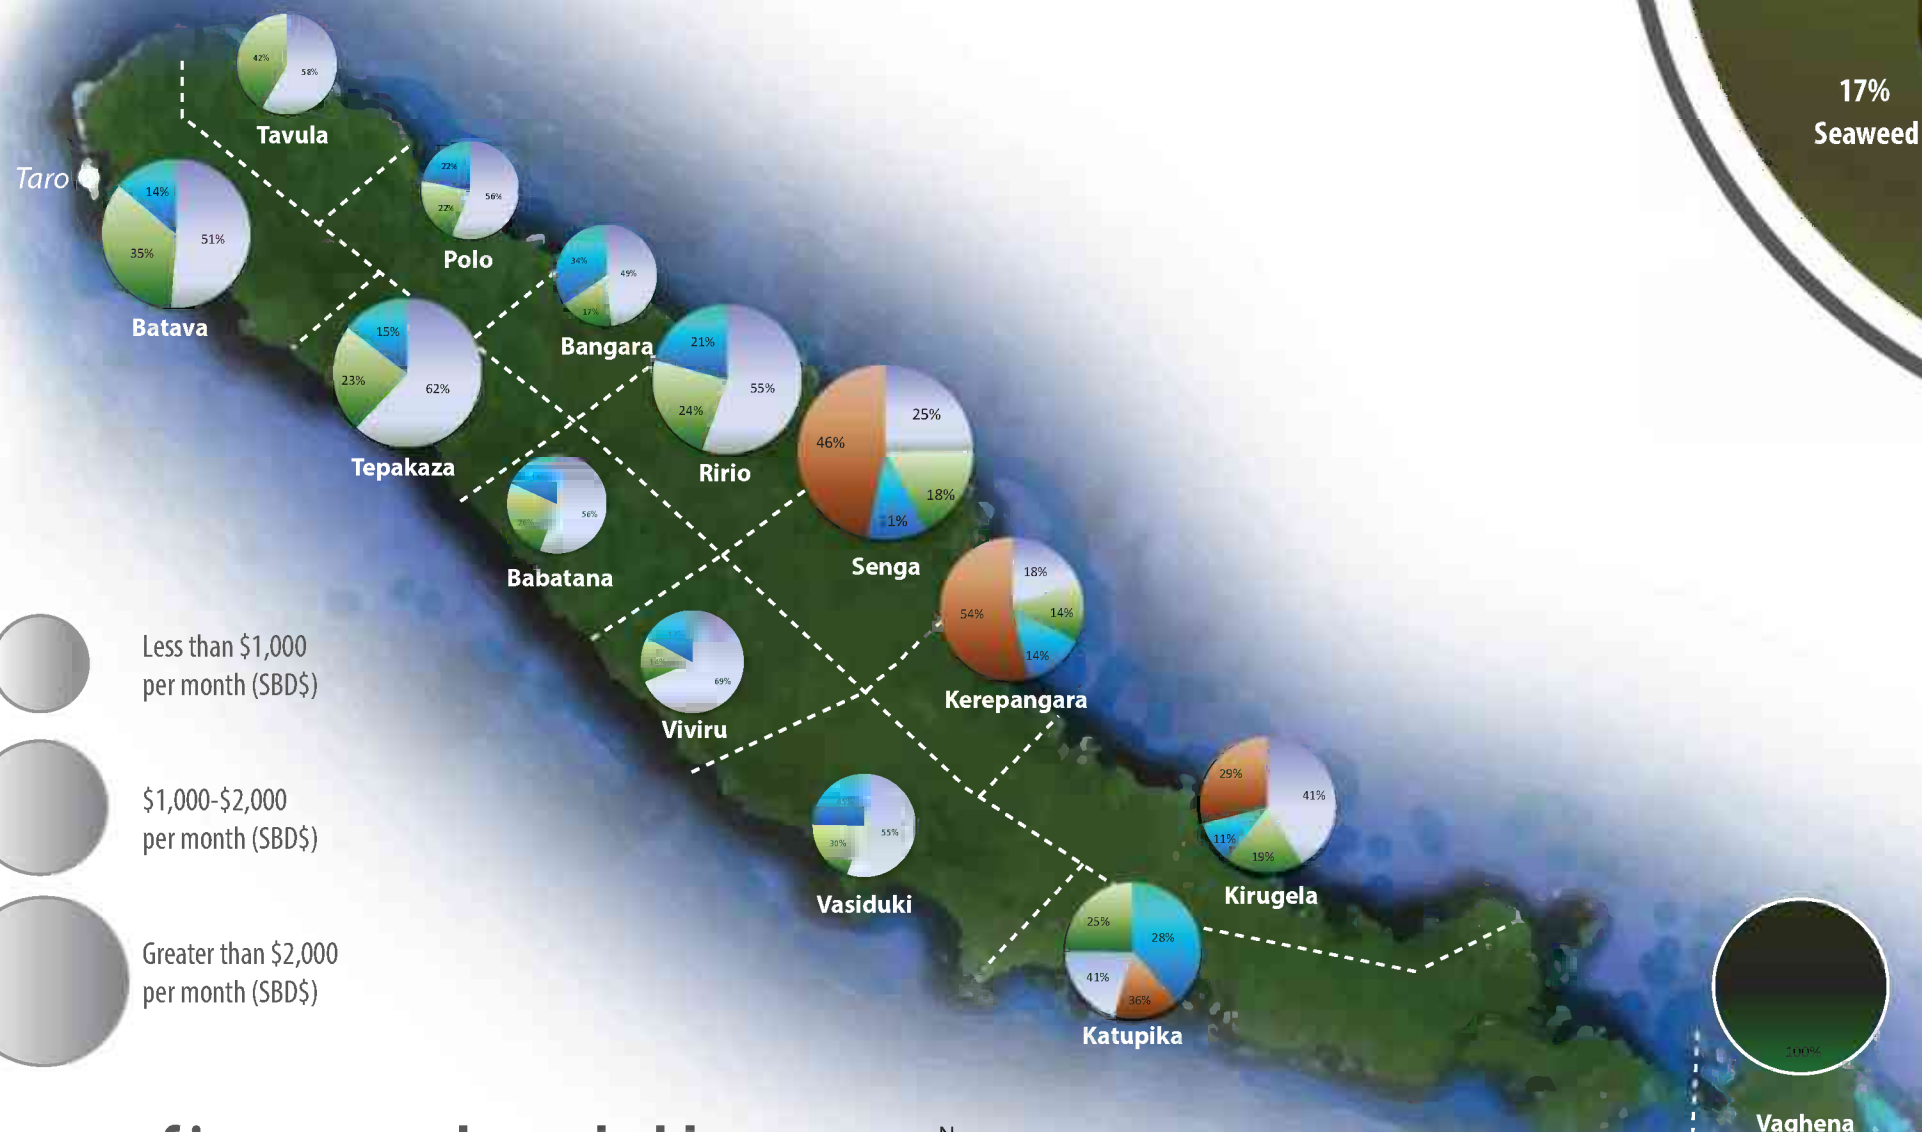 42%
58%
Tavula
17%
Seaweed
Taro
22%
56%
22%
Polo
14%
51%
35%
Batava
34%
49%
17%
Bangara
15%
23%
62%
Tepakaza
21%
55%
24%
Ririo
25%
46%
18%
1%
Senga
56%
Babatana
18%
54%
14%
14%
Kerepangara
69%
Viviru
Less than $1,000
per month (SBD$)
$1,000-$2,000
per month (SBD$)
Greater than $2,000
per month (SBD$)
55%
30%
Vasiduki
29%
41%
11%
19%
Kirugela
25%
28%
41%
36%
Katupika
100%
Vaghena
N